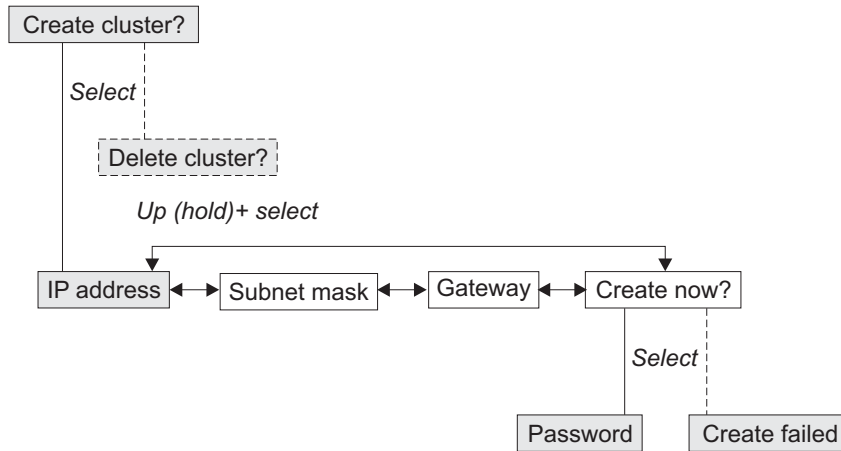 Create cluster?
Select
Delete cluster?
Up (hold)+ select
IP address
Subnet mask
Gateway
Create now?
Select
Password
Create failed